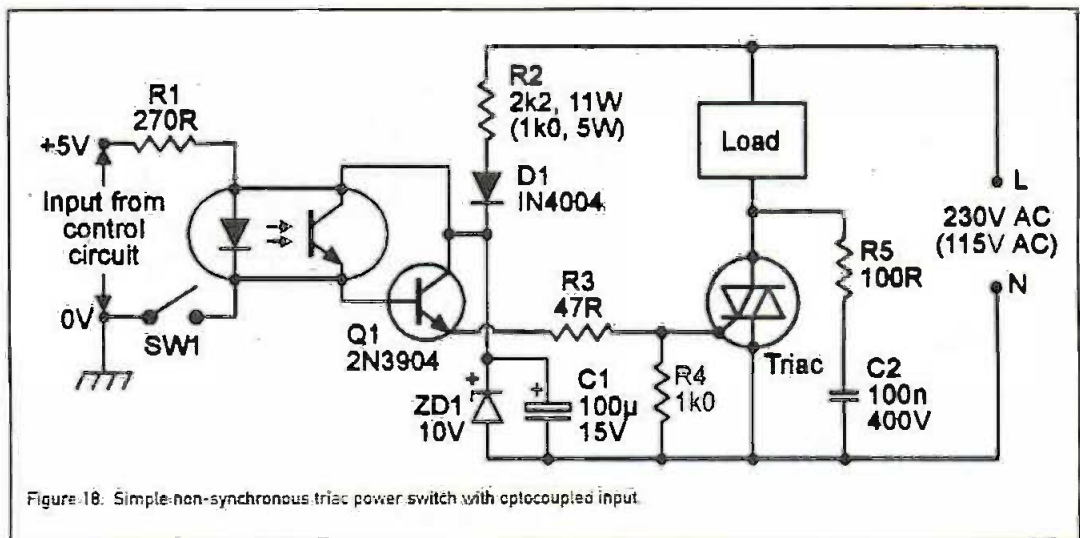 R1
270R
+5V
Input from
control
circuit
0V
SW1
Q1
2N3904
R2
2k2, 11W
(1k0, 5W)
D1
IN4004
ZD1
10V
+
C1
100µ
15V
+
R3
47R
R4
1k0
Load
Triac
R5
100R
C2
100n
400V
L
230V AC
(115V AC)
N
Figure 18. Simple non-synchronous triac power switch with optocoupled input.